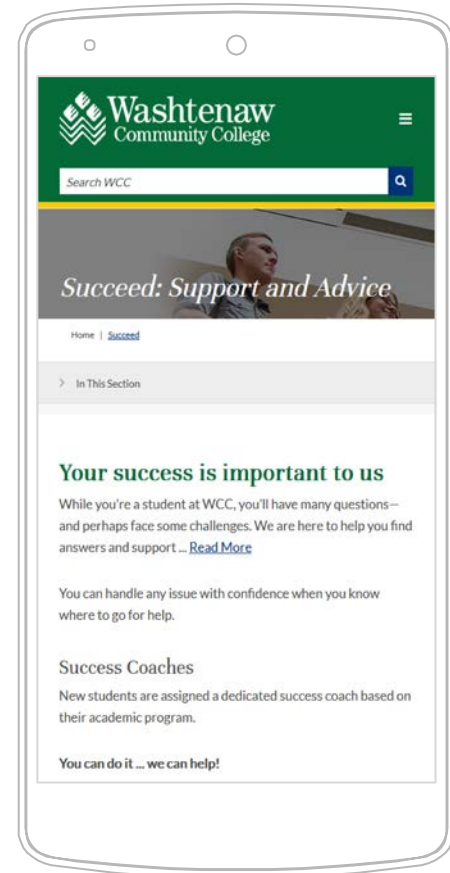 Washtenaw
Community College
Search WCC
Succeed: Support and Advice
Home | Succeed
> In This Section
Your success is important to us
While you're a student at WCC, you'll have many questions—
and perhaps face some challenges. We are here to help you find
answers and support ... Read More
You can handle any issue with confidence when you know
where to go for help.
Success Coaches
New students are assigned a dedicated success coach based on
their academic program.
You can do it ... we can help!